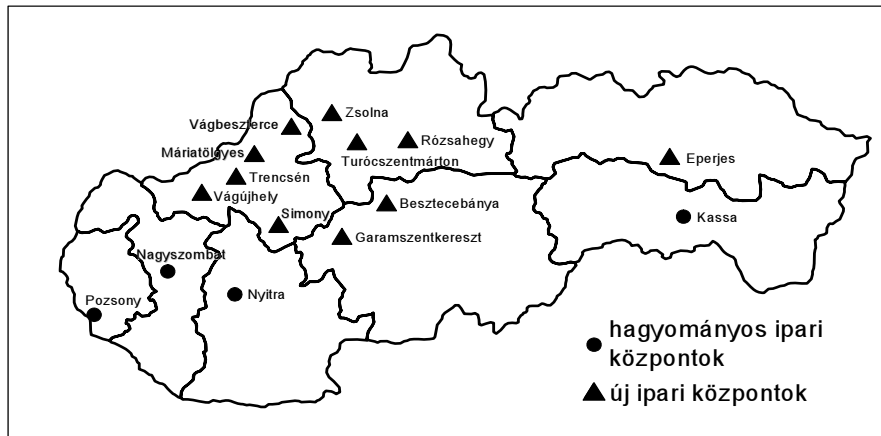 Zsolna
Vágbeszterce
Rózsahegy
Máriatölgyes
Turócszentmárton
Eperjes
Trencsén
Vágújhely
Besztecebánya
Simony
Kassa
Garamszentkereszt
Nagyszombat
Nyitra
Pozsony
hagyományos ipari
központok
új ipari központok